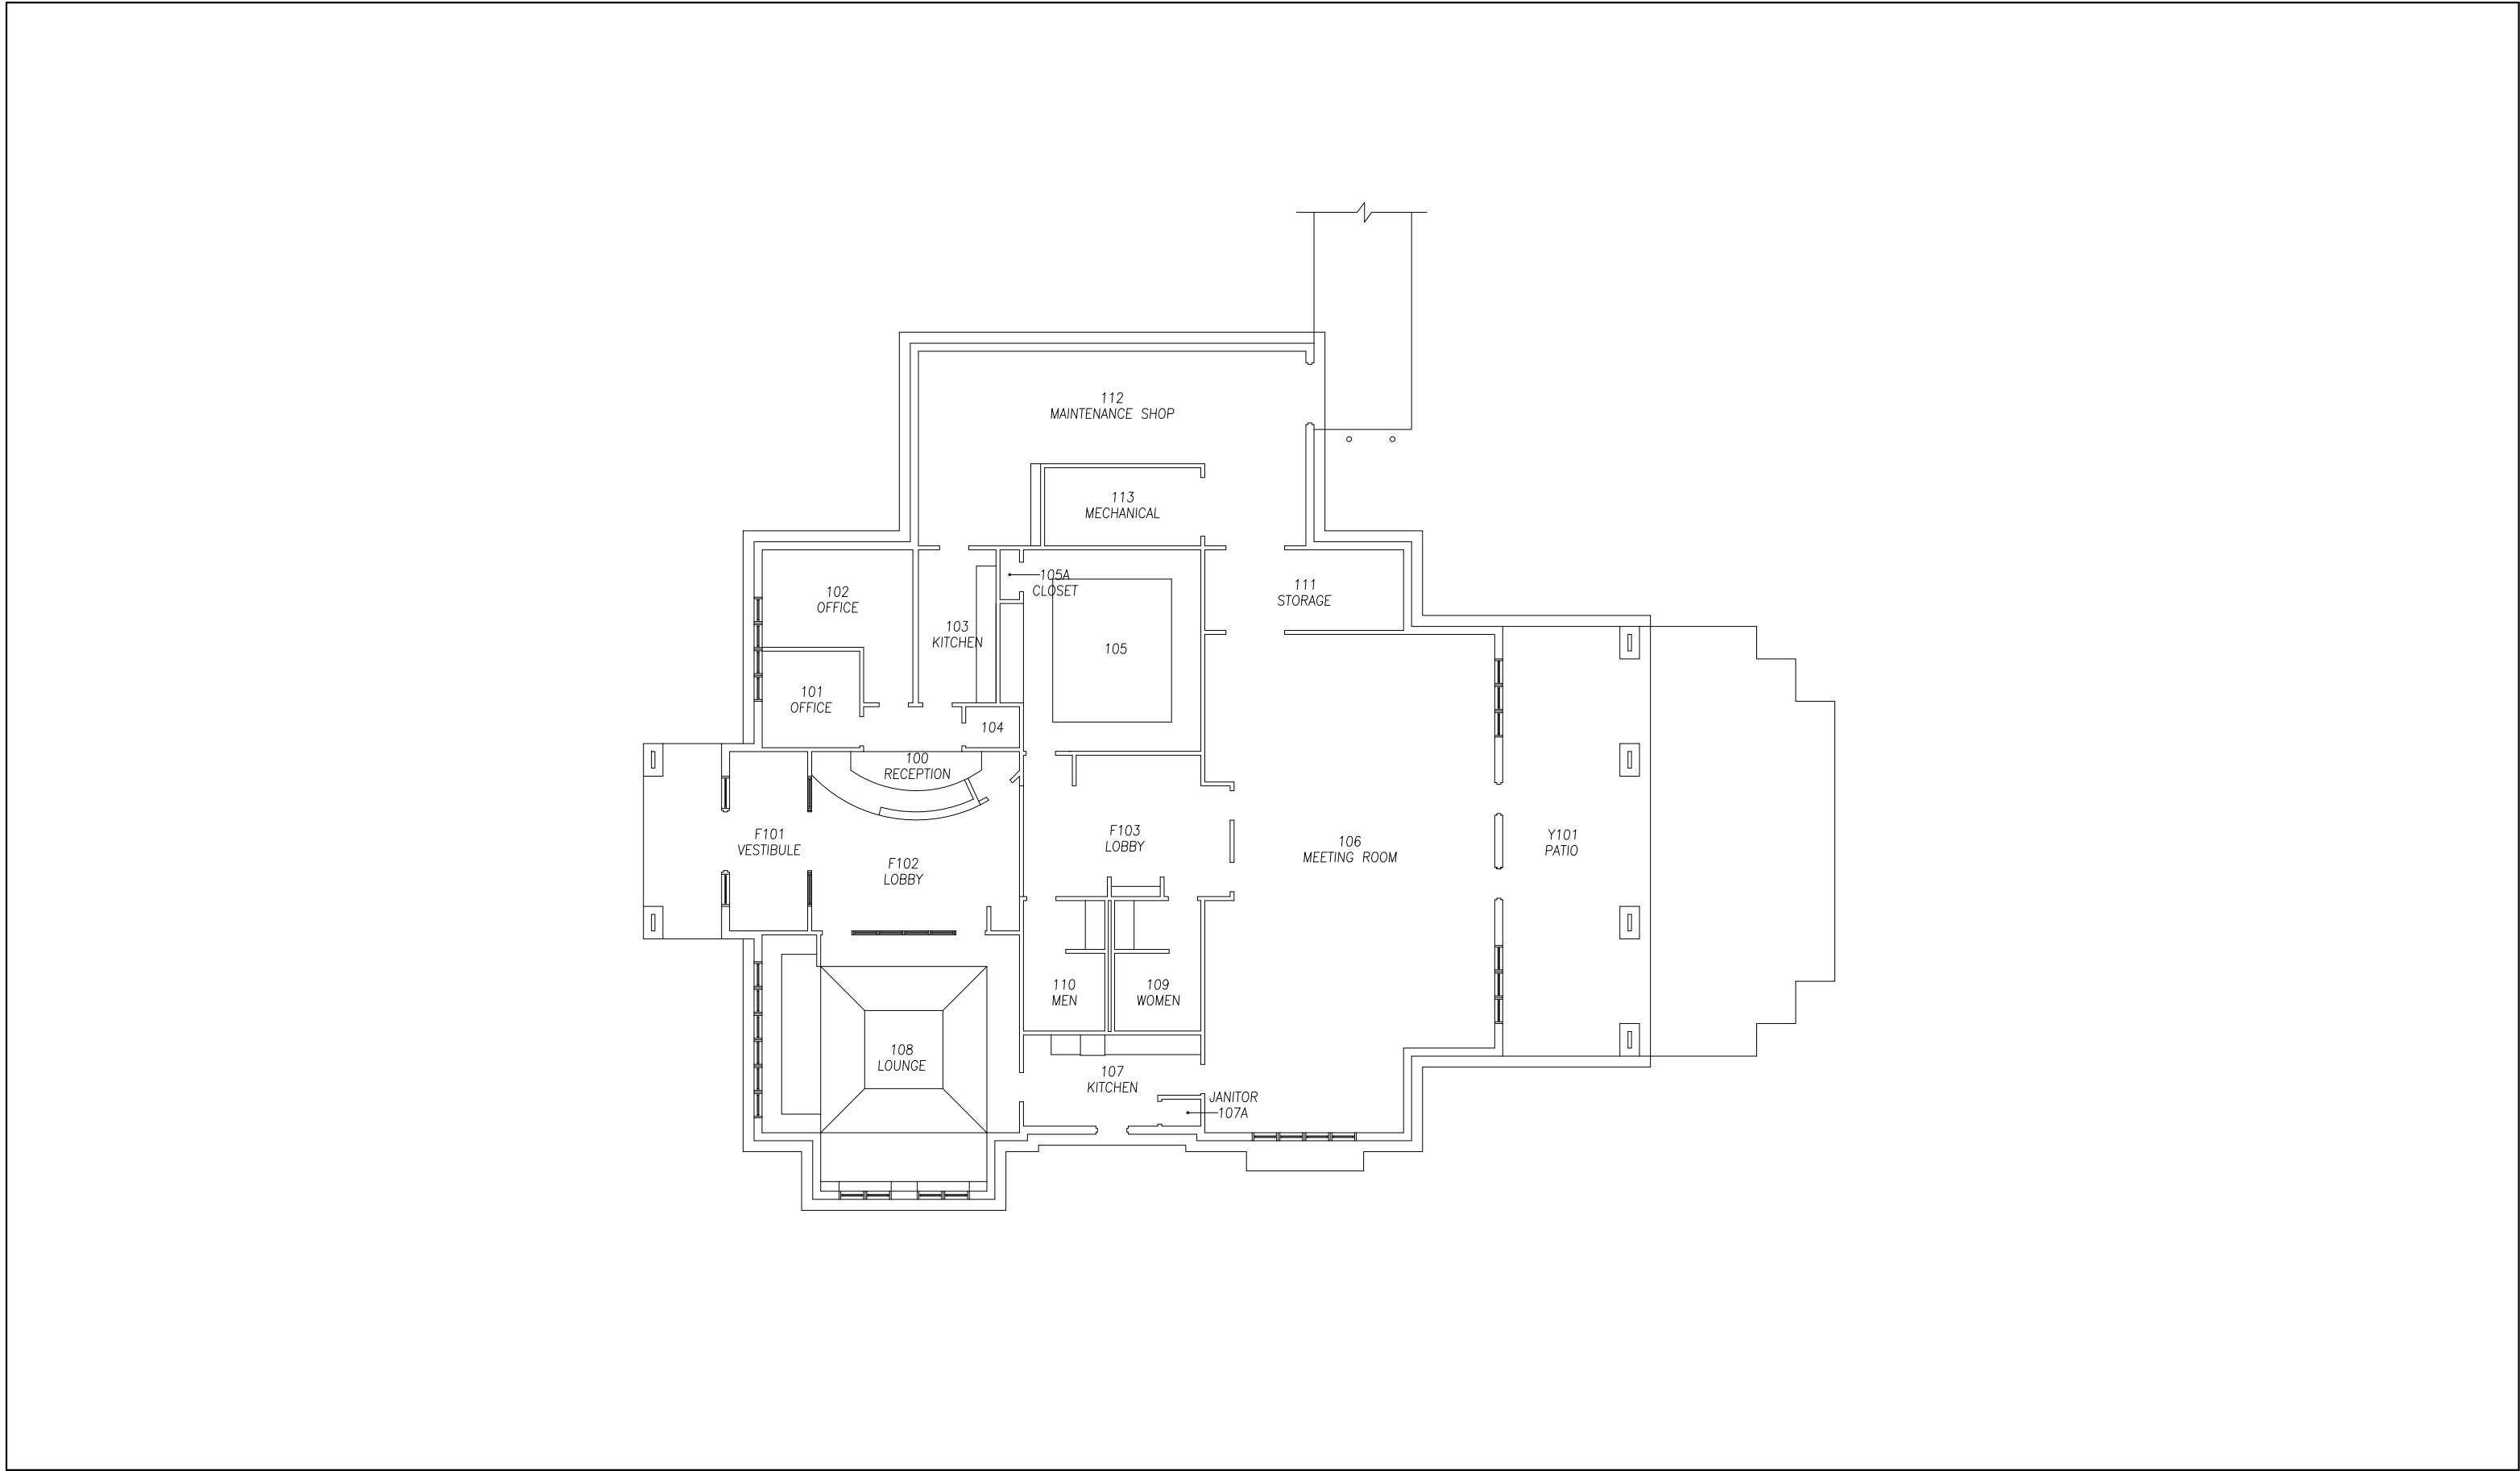 112
MAINTENANCE SHOP
113
MECHANICAL
105A
CLOSET
111
STORAGE
102
OFFICE
103
KITCHEN
105
101
OFFICE
104
100
RECEPTION
F101
VESTIBULE
F102
LOBBY
F103
LOBBY
106
MEETING ROOM
Y101
PATIO
110
MEN
109
WOMEN
108
LOUNGE
107
KITCHEN
JANITOR
107A